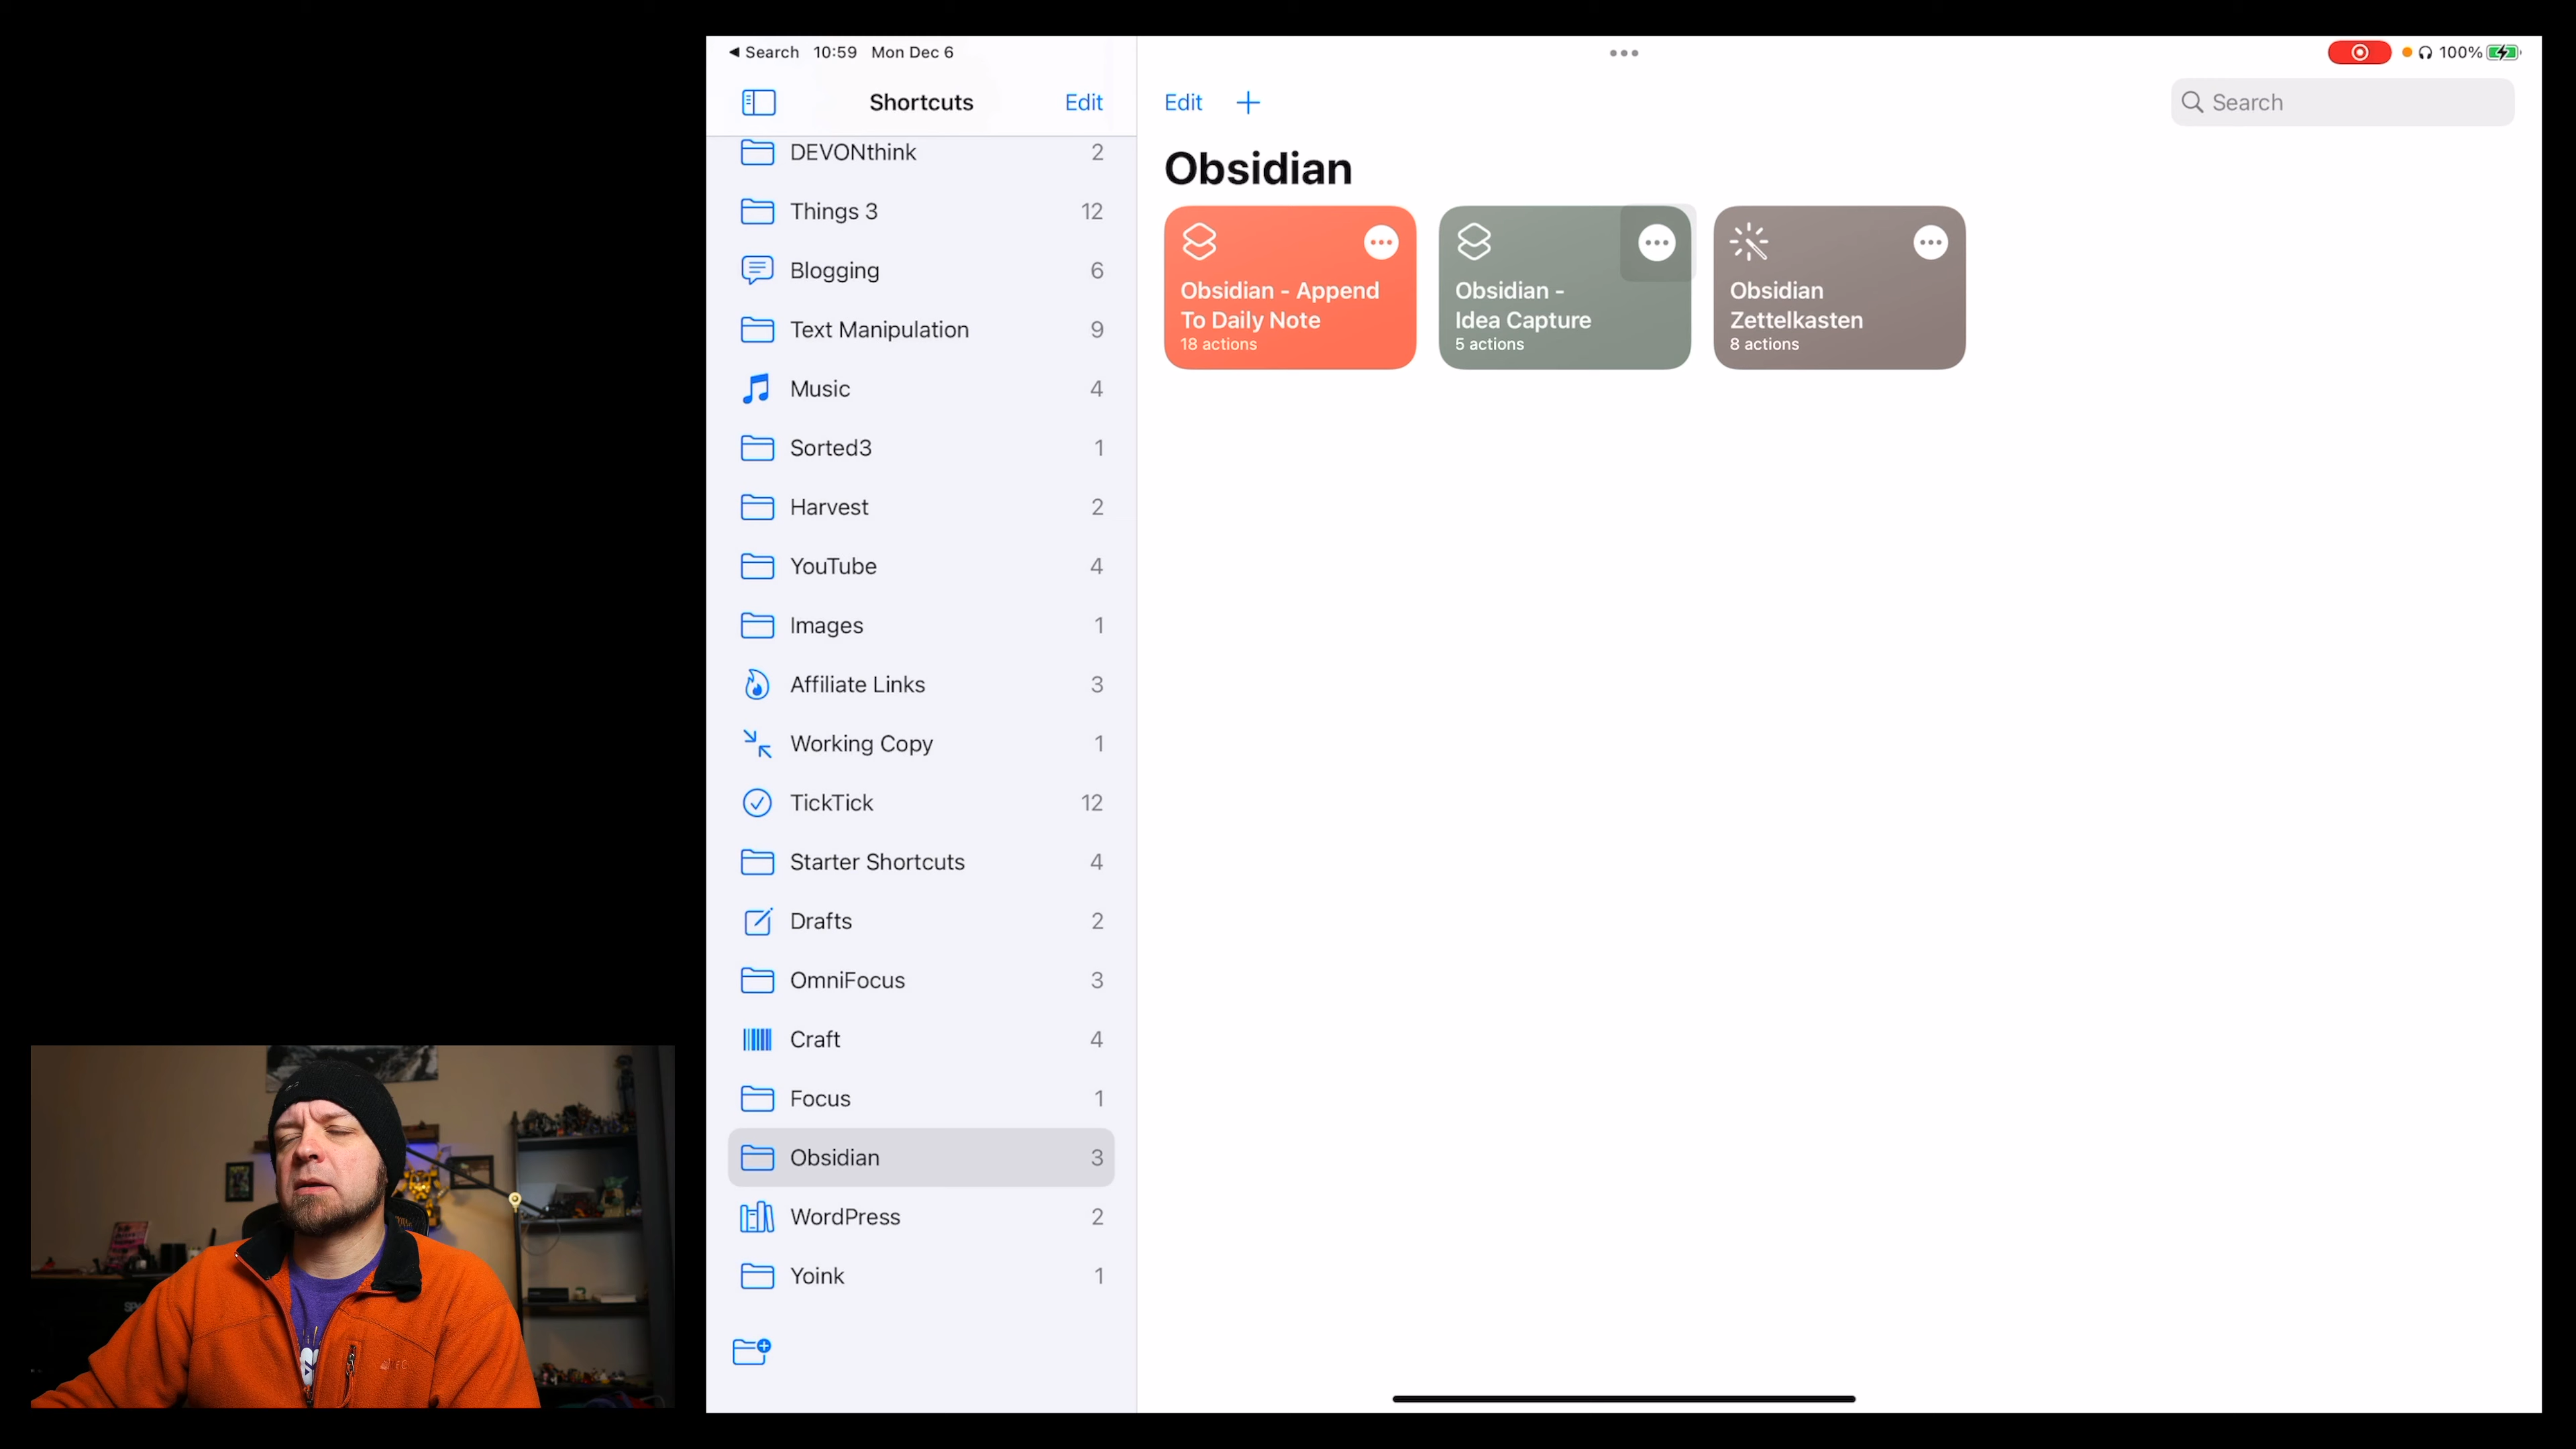 ◀ Search 10:59 Mon Dec 6
100%
Shortcuts Edit
Edit + Search
Obsidian
DEVONthink 2
Things 3 12
Blogging 6
Text Manipulation 9
Music 4
Sorted3 1
Harvest 2
YouTube 4
Images 1
Affiliate Links 3
Working Copy 1
TickTick 12
Starter Shortcuts 4
Drafts 2
OmniFocus 3
Craft 4
Focus 1
Obsidian 3
WordPress 2
Yoink 1
Obsidian - Append
To Daily Note
18 actions
Obsidian -
Idea Capture
5 actions
Obsidian
Zettelkasten
8 actions